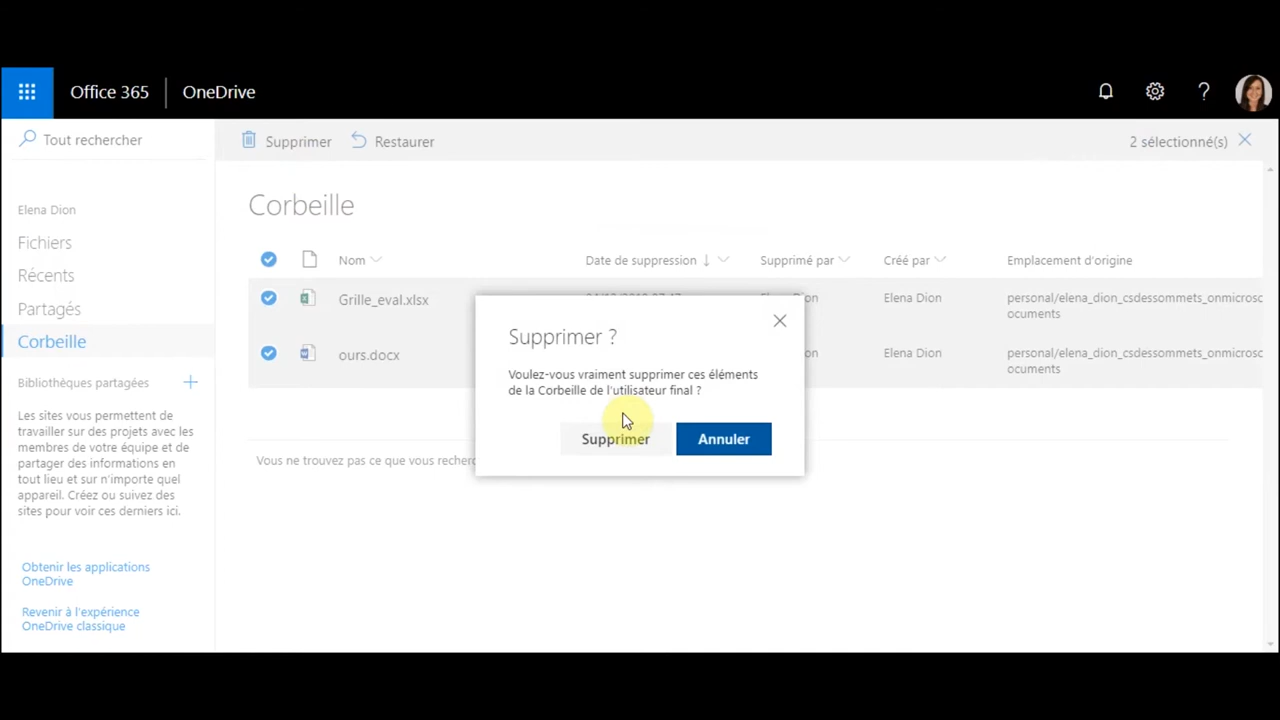 Office 365 OneDrive
Tout rechercher
Supprimer Restaurer 2 sélectionné(s)
Elena Dion
Fichiers
Récents
Partagés
Corbeille
Bibliothèques partagées
Les sites vous permettent de
travailler sur des projets avec les
membres de votre équipe et de
partager des informations en
tout lieu et sur n'importe quel
appareil. Créez ou suivez des
sites pour voir ces derniers ici.
Obtenir les applications
OneDrive
Revenir à l'expérience
OneDrive classique
Corbeille
Nom Date de suppression Supprimé par Créé par Emplacement d'origine
Grille_eval.xlsx Elena Dion personal/elena_dion_csdessommets_onmicrosc
ocuments
ours.docx Elena Dion personal/elena_dion_csdessommets_onmicrosc
ocuments
Vous ne trouvez pas ce que vous recherc
Supprimer ?
Voulez-vous vraiment supprimer ces éléments
de la Corbeille de l'utilisateur final ?
Supprimer Annuler